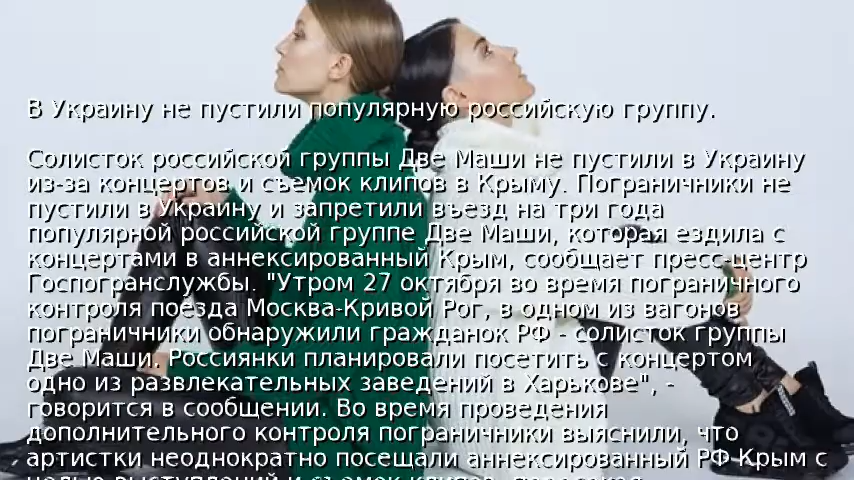 В Украину не пустили популярную российскую группу.
Солисток российской группы Две Маши не пустили в Украину
из-за концертов и съемок клипов в Крыму. Пограничники не
пустили в Украину и запретили въезд на три года
популярной российской группе Две Маши, которая ездила с
концертами в аннексированный Крым, сообщает пресс-центр
Госпогранслужбы. "Утром 27 октября во время пограничного
контроля поезда Москва-Кривой Рог, в одном из вагонов
пограничники обнаружили гражданок РФ - солисток группы
Две Маши. Россиянки планировали посетить с концертом
одно из развлекательных заведений в Харькове", -
говорится в сообщении. Во время проведения
дополнительного контроля пограничники выяснили, что
артистки неоднократно посещали аннексированный РФ Крым с
целью выступлений и съемок клипов,